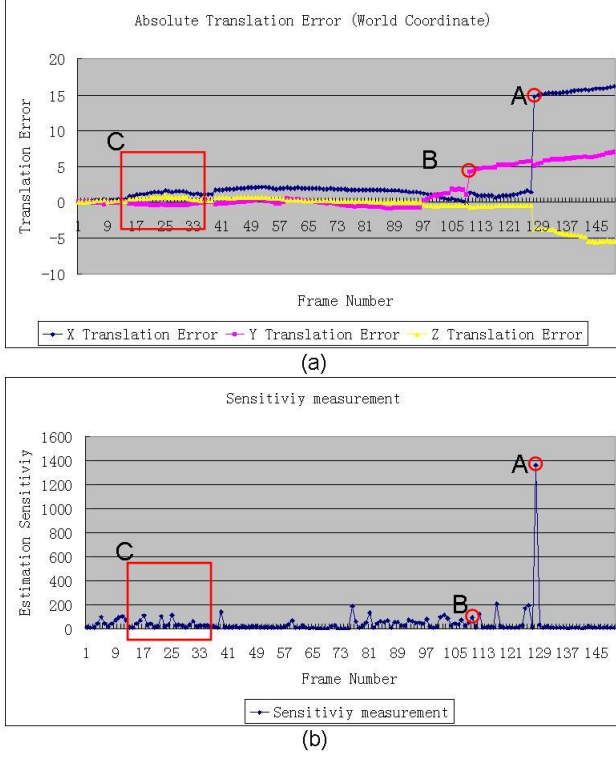 Absolute Translation Error (World Coordinate)
Translation Error
20
15
10
5
0
-5
-10
A
B
C
1 9 17 25 33 41 49 57 65 73 81 89 97 105 113 121 129 137 145
Frame Number
X Translation Error Y Translation Error Z Translation Error
(a)
Sensitiviy measurement
Estimation Sensitiviy
1600
1400
1200
1000
800
600
400
200
0
A
C
B
1 9 17 25 33 41 49 57 65 73 81 89 97 105 113 121 129 137 145
Frame Number
Sensitiviy measurement
(b)